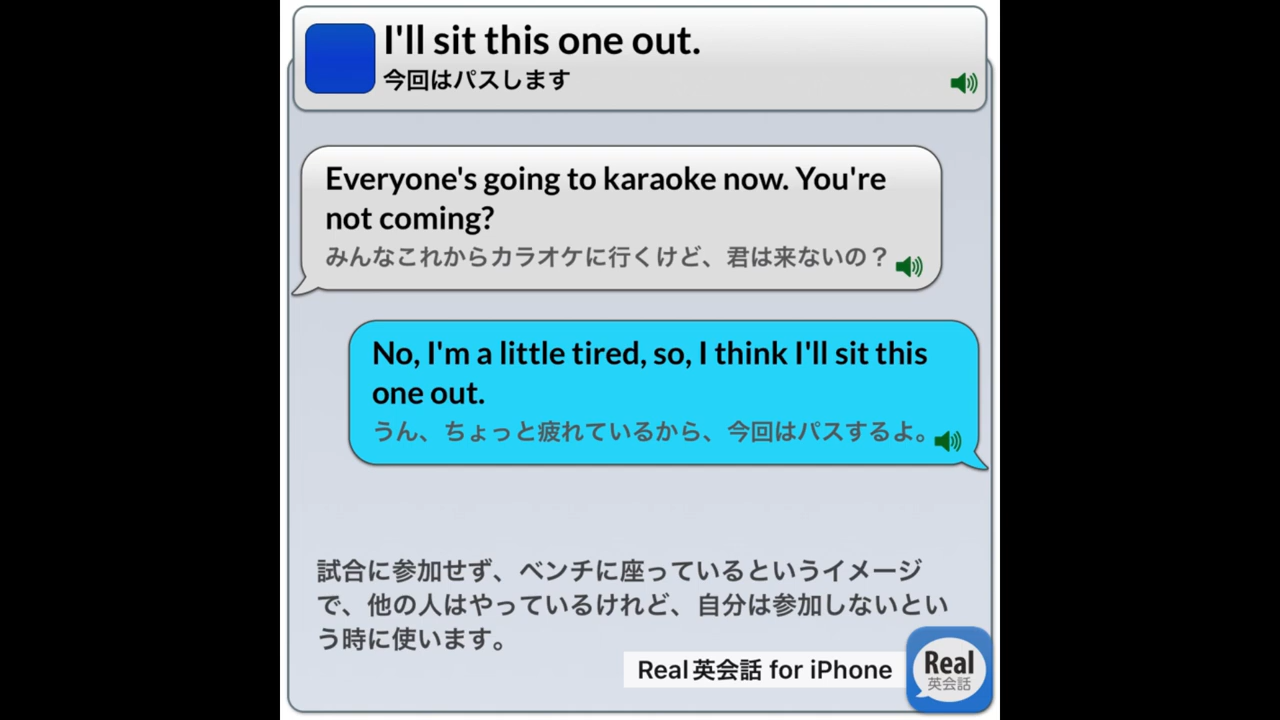 I'll sit this one out.
今回はパスします
Everyone's going to karaoke now. You're
not coming?
みんなこれからカラオケに行くけど、君は来ないの？
No, I'm a little tired, so, I think I'll sit this
one out.
うん、ちょっと疲れているから、今回はパスするよ。
試合に参加せず、ベンチに座っているというイメージ
で、他の人はやっているけれど、自分は参加しないとい
う時に使います。
Real英会話 for iPhone
Real
英会話